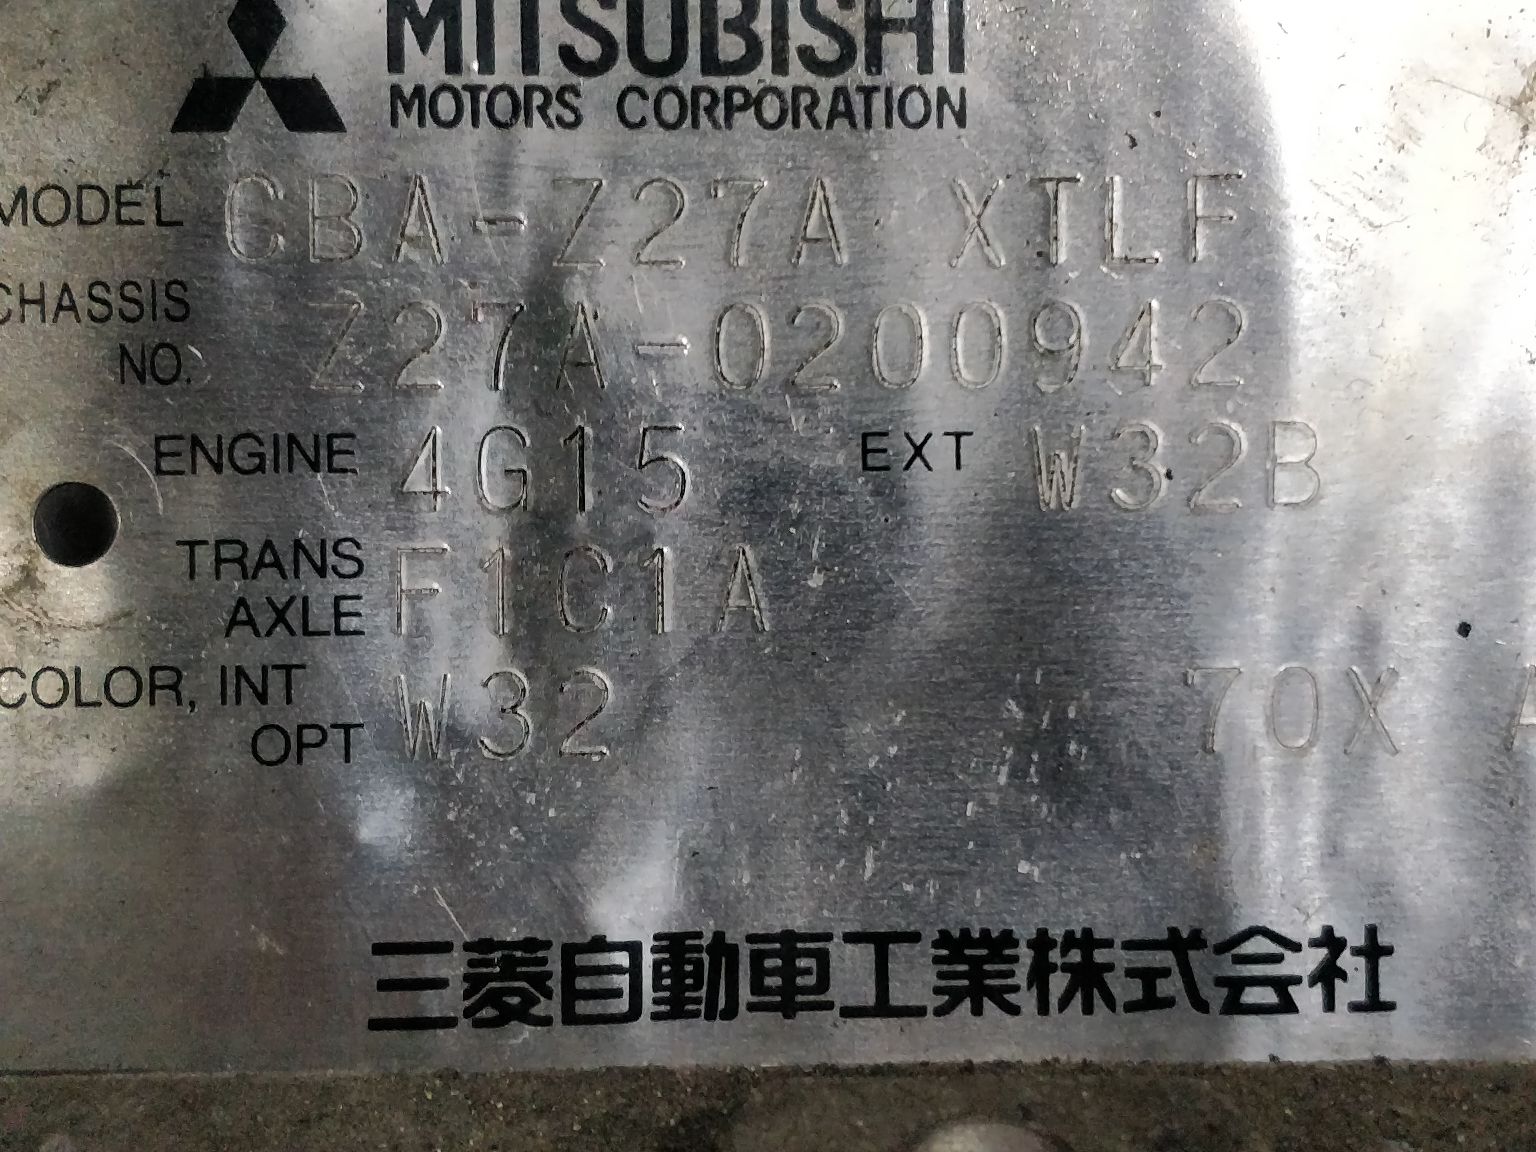 MITSUBISHI
MOTORS CORPORATION
MODEL CBA-Z27A XTLF
CHASSIS NO. Z27A-0200942
ENGINE 4G15 EXT W32B
TRANS AXLE F1C1A
COLOR, INT OPT W32 70X A
三菱自動車工業株式会社